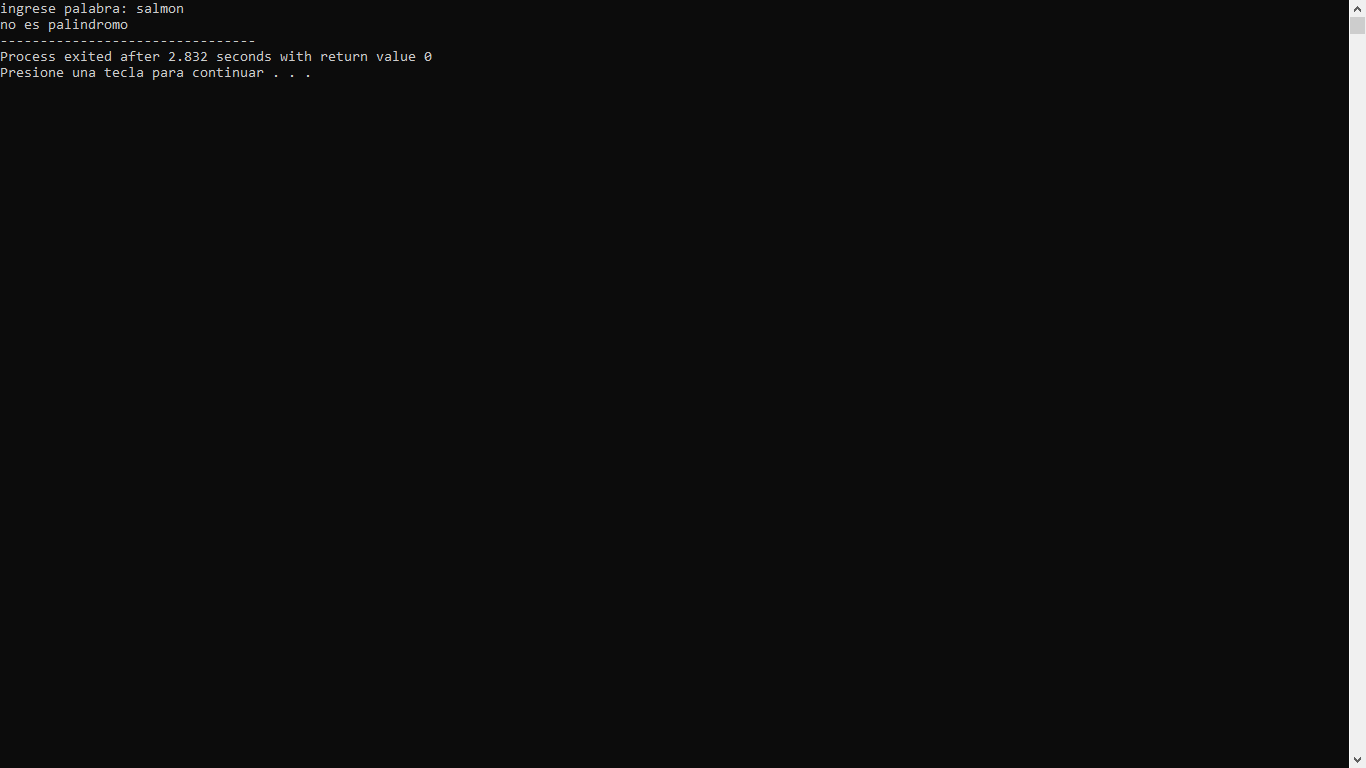 ingrese palabra: salmon
no es palindromo
--------------------------------
Process exited after 2.832 seconds with return value 0
Presione una tecla para continuar . . .